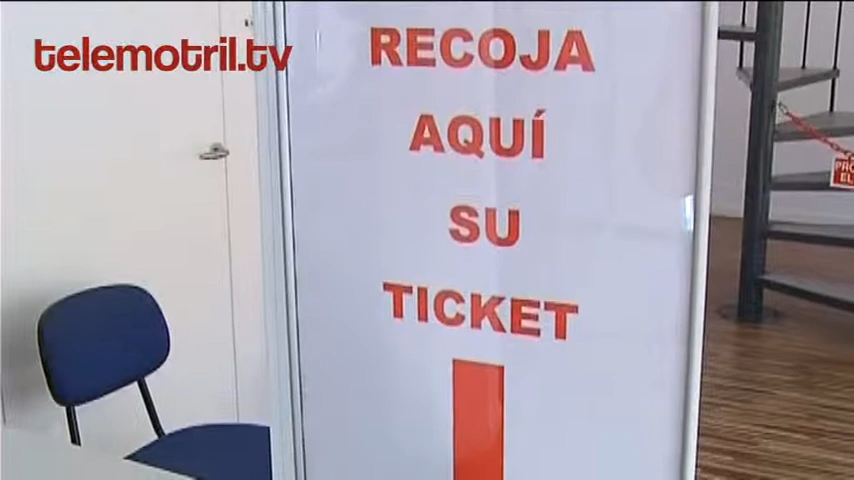 telemotril.tv
RECOJA
AQUÍ
SU
TICKET